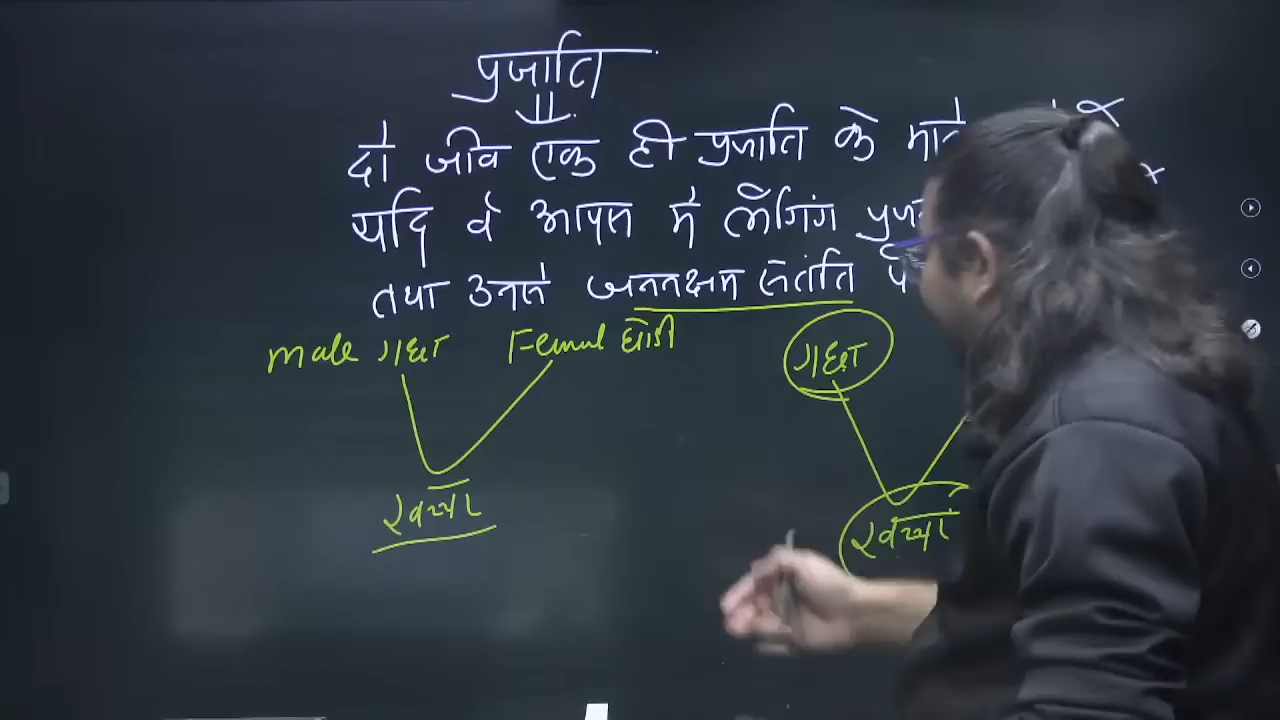 प्रजाति
दो जीव एक ही प्रजाति के माने
यदि वे आपस में लैंगिंग
तथा उनसे जननक्षम संतति
male गधा Femal घोडी गधा
खच्चर खच्चर